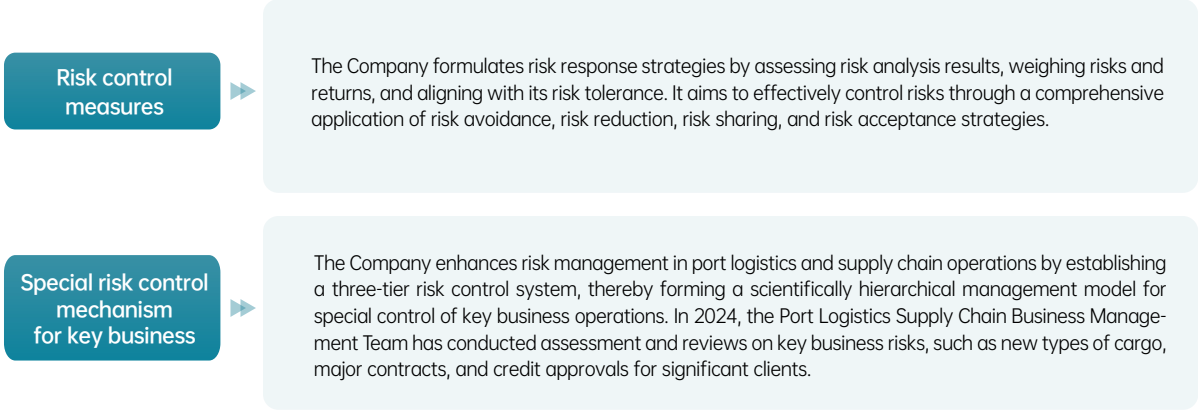 Risk control
measures
The Company formulates risk response strategies by assessing risk analysis results, weighing risks and
returns, and aligning with its risk tolerance. It aims to effectively control risks through a comprehensive
application of risk avoidance, risk reduction, risk sharing, and risk acceptance strategies.
Special risk control
mechanism
for key business
The Company enhances risk management in port logistics and supply chain operations by establishing
a three-tier risk control system, thereby forming a scientifically hierarchical management model for
special control of key business operations. In 2024, the Port Logistics Supply Chain Business Manage-
ment Team has conducted assessment and reviews on key business risks, such as new types of cargo,
major contracts, and credit approvals for significant clients.